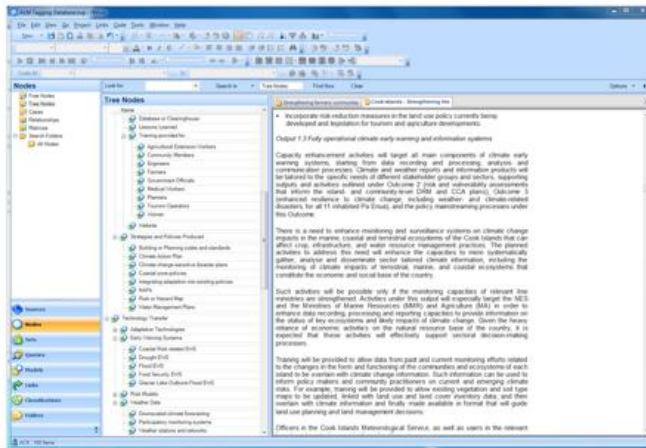 ALM Tagging Database.nvp -
File Edit View Go Project Links Code Tools Window Help
New
Code At
Nodes
Look for
Search In
Tree Nodes
Find Now
Clear
Options
Free Nodes
Tree Nodes
Cases
Relationships
Matrices
Search Folders
All Nodes
Sources
Nodes
Sets
Queries
Models
Links
Classifications
Folders
Tree Nodes
Name
Database or Clearinghouse
Lessons Learned
Training provided for
Agricultural Extension Workers
Community Members
Engineers
Farmers
Government Officials
Medical Workers
Planners
Tourism Operators
Women
Website
Strategies and Policies Produced
Building or Planning codes and standards
Climate Action Plan
Climate change-sensitive disaster plans
Coastal zone policies
Integrating adaptation into existing policies
NAPA
Risk or Hazard Map
Water Management Plans
Technology Transfer
Adaptation Technologies
Early Warning Systems
Coastal Risk related EWS
Drought EWS
Flood EWS
Food Security EWS
Glacier Lake Outburst Flood EWS
Risk Models
Weather Data
Downscaled climate forecasting
Participatory monitoring systems
Weather stations and networks
Strengthening farmers communities
Cook Islands - Strengthening the
• Incorporate risk-reduction measures in the land use policy currently being
developed and legislation for tourism and agriculture developments.
Output 1.3 Fully operational climate early warning and information systems
Capacity enhancement activities will target all main components of climate early
warning systems, starting from data recording and processing, analysis and
communication processes. Climate and weather reports and information products will
be tailored to the specific needs of different stakeholder groups and sectors, supporting
outputs and activities outlined under Outcome 2 (risk and vulnerability assessments
that inform the island- and community-level DRM and CCA plans), Outcome 3
(enhanced resilience to climate change, including weather- and climate-related
disasters, for all 11 inhabited Pa Enua), and the policy mainstreaming processes under
this Outcome.
There is a need to enhance monitoring and surveillance systems on climate change
impacts in the marine, coastal and terrestrial ecosystems of the Cook Islands that can
affect crop, infrastructure, and water resource management practices. The planned
activities to address this need will enhance the capacities to more systematically
gather, analyse and disseminate sector tailored climate information, including the
monitoring of climate impacts of terrestrial, marine, and coastal ecosystems that
constitute the economic and social base of the country.
Such activities will be possible only if the monitoring capacities of relevant line
ministries are strengthened. Activities under this output will especially target the NES
and the Ministries of Marine Resources (MMR) and Agriculture (MA) in order to
enhance data recording, processing and reporting capacities to provide information on
the status of key ecosystems and likely impacts of climate change. Given the heavy
reliance of economic activities on the natural resource base of the country, it is
expected that these activities will effectively support sectoral decision-making
processes.
Training will be provided to allow data from past and current monitoring efforts related
to the changes in the form and functioning of the communities and ecosystems of each
island to be overlain with climate change information. Such information can be used to
inform policy makers and community practitioners on current and emerging climate
risks. For example, training will be provided to allow existing vegetation and soil type
maps to be updated, linked with land use and land cover inventory data, and then
overlain with climate information and finally made available in format that will guide
land use planning and land management decisions.
Officers in the Cook Islands Meteorological Service, as well as users in the relevant